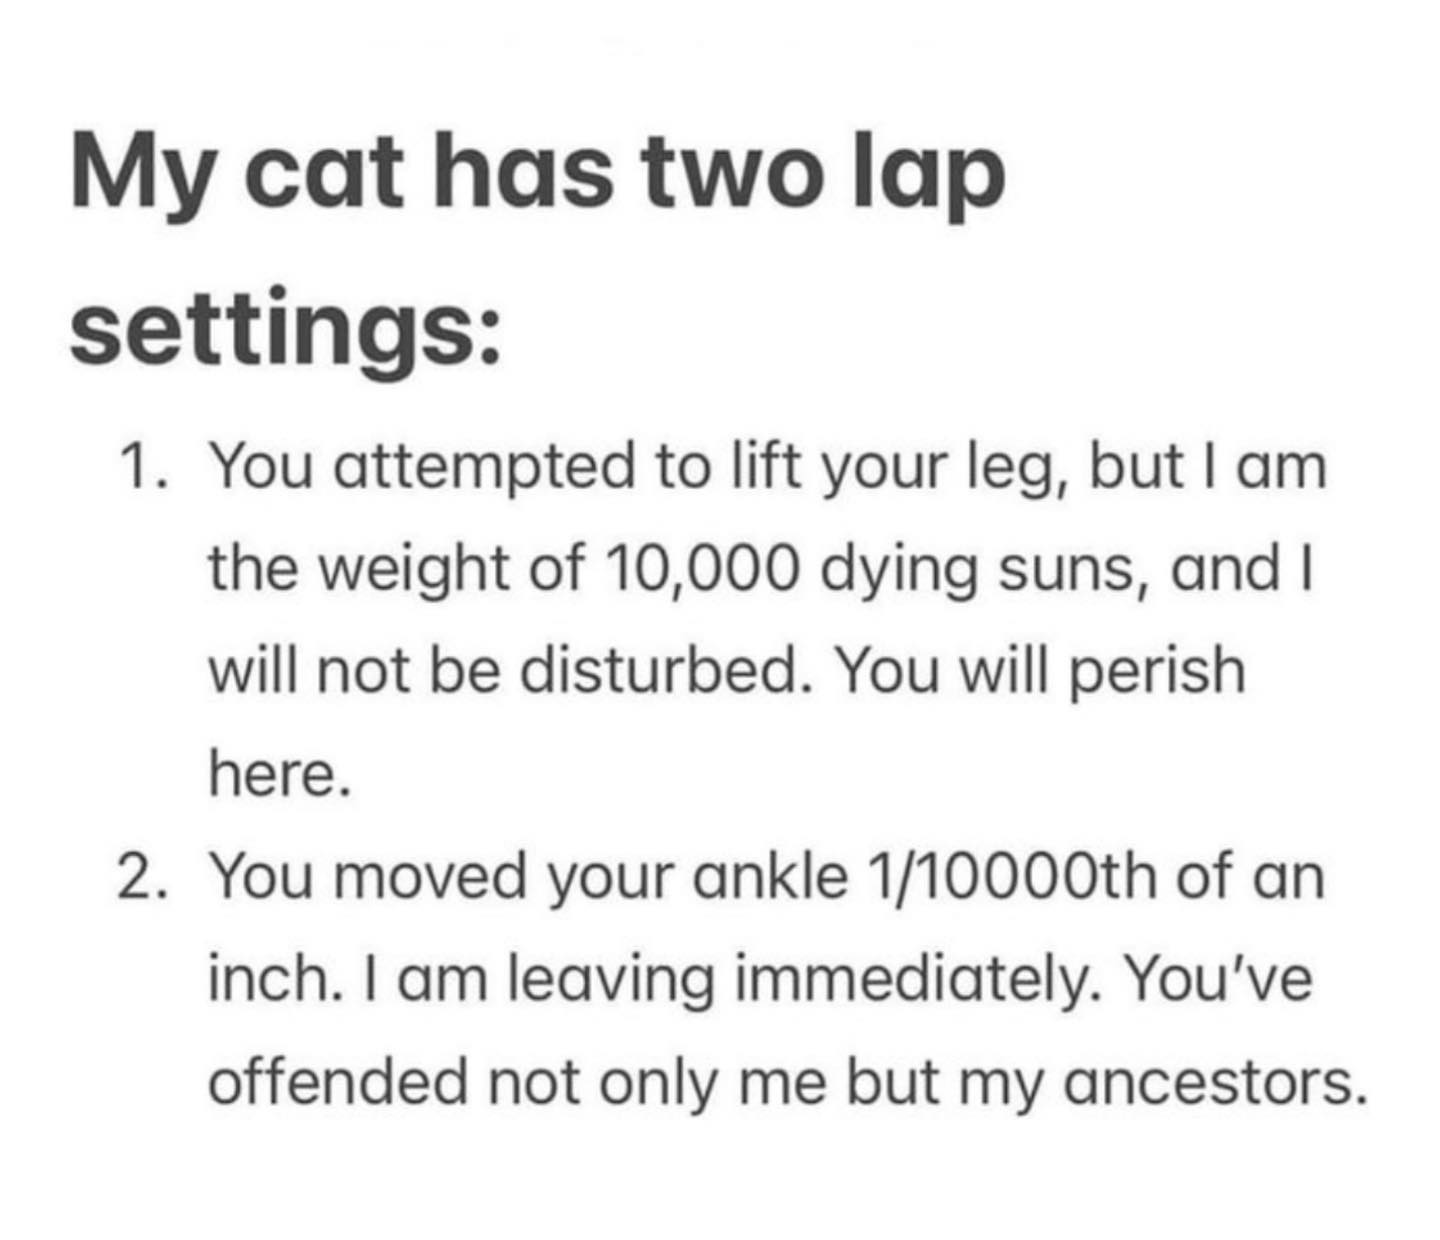 My cat has two lap
settings:
1. You attempted to lift your leg, but I am
the weight of 10,000 dying suns, and I
will not be disturbed. You will perish
here.
2. You moved your ankle 1/10000th of an
inch. I am leaving immediately. You’ve
offended not only me but my ancestors.